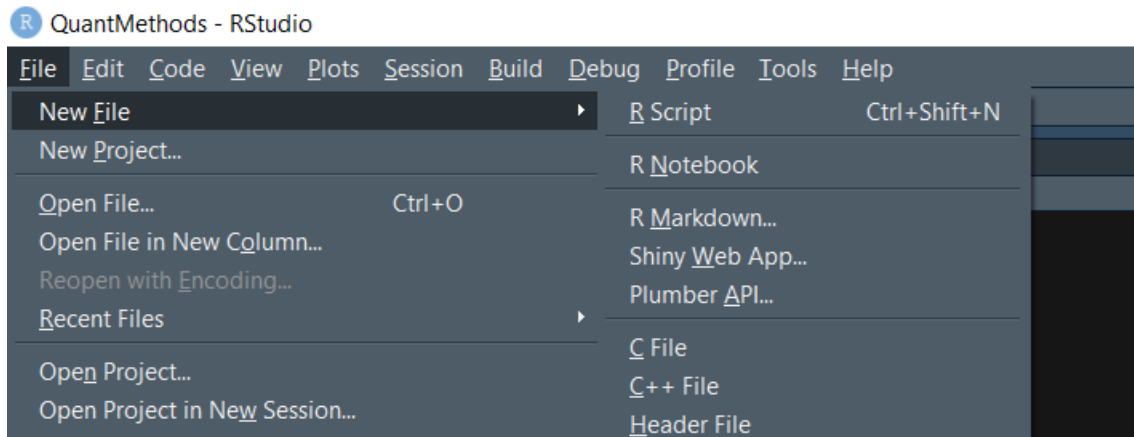 R QuantMethods - RStudio
File Edit Code View Plots Session Build Debug Profile Tools Help
New File
New Project...
Open File... Ctrl+O
Open File in New Column...
Reopen with Encoding...
Recent Files
Open Project...
Open Project in New Session...
R Script Ctrl+Shift+N
R Notebook
R Markdown...
Shiny Web App...
Plumber API...
C File
C++ File
Header File